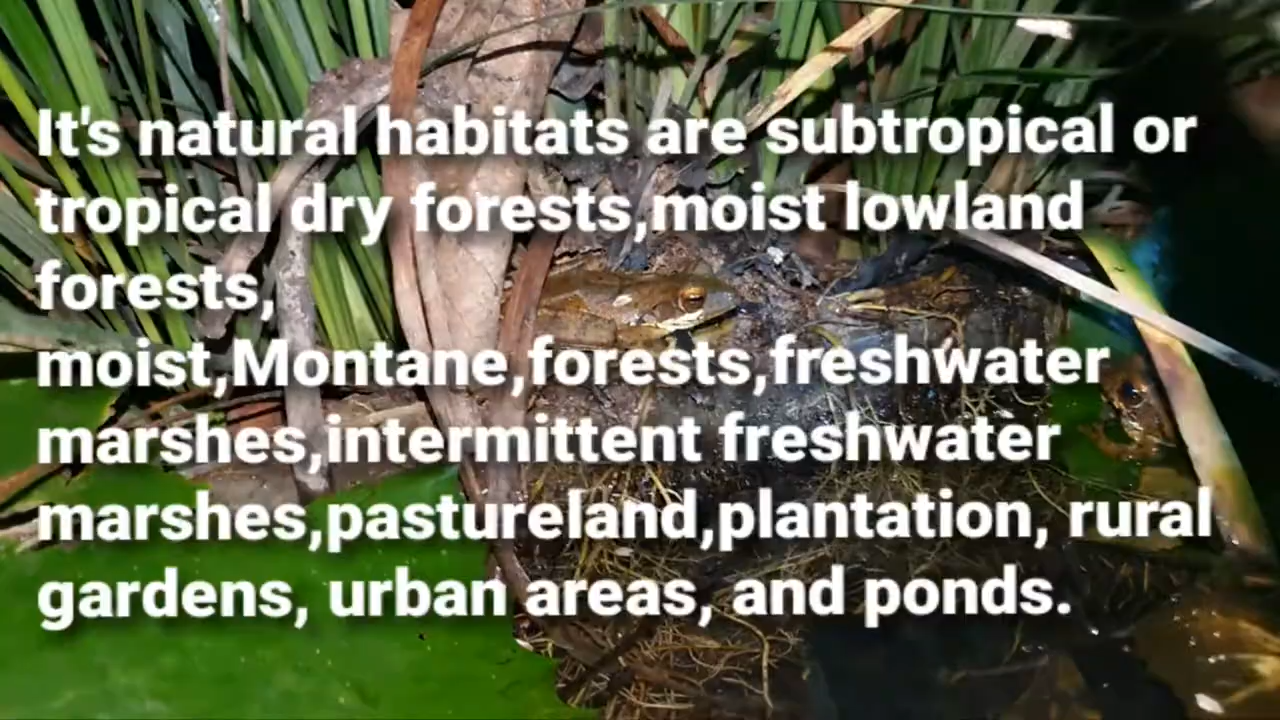 It's natural habitats are subtropical or
tropical dry forests,moist lowland
forests,
moist,Montane,forests,freshwater
marshes,intermittent freshwater
marshes,pastureland,plantation, rural
gardens, urban areas, and ponds.